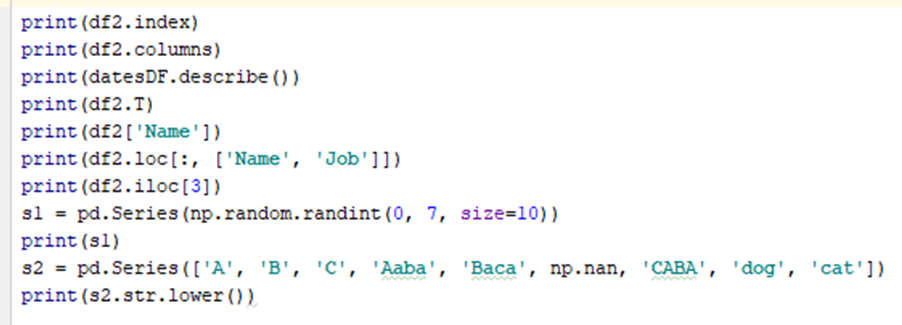 print(df2.index)
print(df2.columns)
print(datesDF.describe())
print(df2.T)
print(df2['Name'])
print(df2.loc[:, ['Name', 'Job']])
print(df2.iloc[3])
s1 = pd.Series(np.random.randint(0, 7, size=10))
print(s1)
s2 = pd.Series(['A', 'B', 'C', 'Aaba', 'Baca', np.nan, 'CABA', 'dog', 'cat'])
print(s2.str.lower())